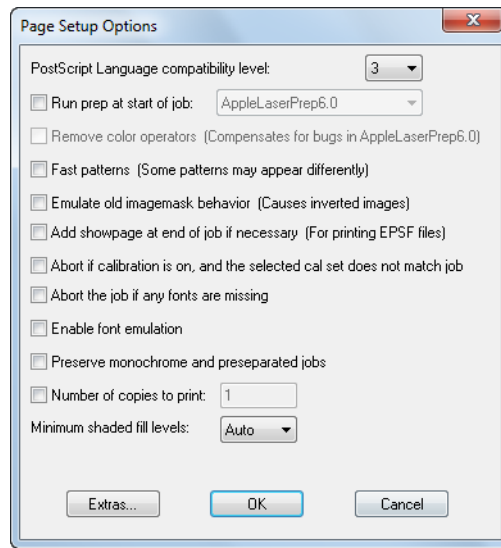 Page Setup Options
PostScript Language compatibility level: 3
Run prep at start of job: AppleLaserPrep6.0
Remove color operators (Compensates for bugs in AppleLaserPrep6.0)
Fast patterns (Some patterns may appear differently)
Emulate old imagemask behavior (Causes inverted images)
Add showpage at end of job if necessary (For printing EPSF files)
Abort if calibration is on, and the selected cal set does not match job
Abort the job if any fonts are missing
Enable font emulation
Preserve monochrome and preseparated jobs
Number of copies to print: 1
Minimum shaded fill levels: Auto
Extras... OK Cancel